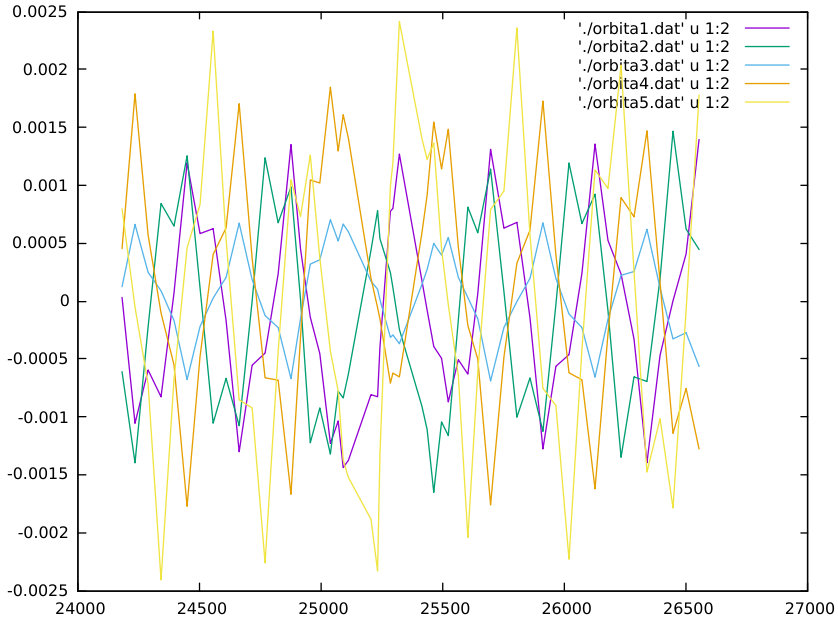 0.0025
0.002
0.0015
0.001
0.0005
0
-0.0005
-0.001
-0.0015
-0.002
-0.0025
24000 24500 25000 25500 26000 26500 27000
'./orbita1.dat' u 1:2
'./orbita2.dat' u 1:2
'./orbita3.dat' u 1:2
'./orbita4.dat' u 1:2
'./orbita5.dat' u 1:2